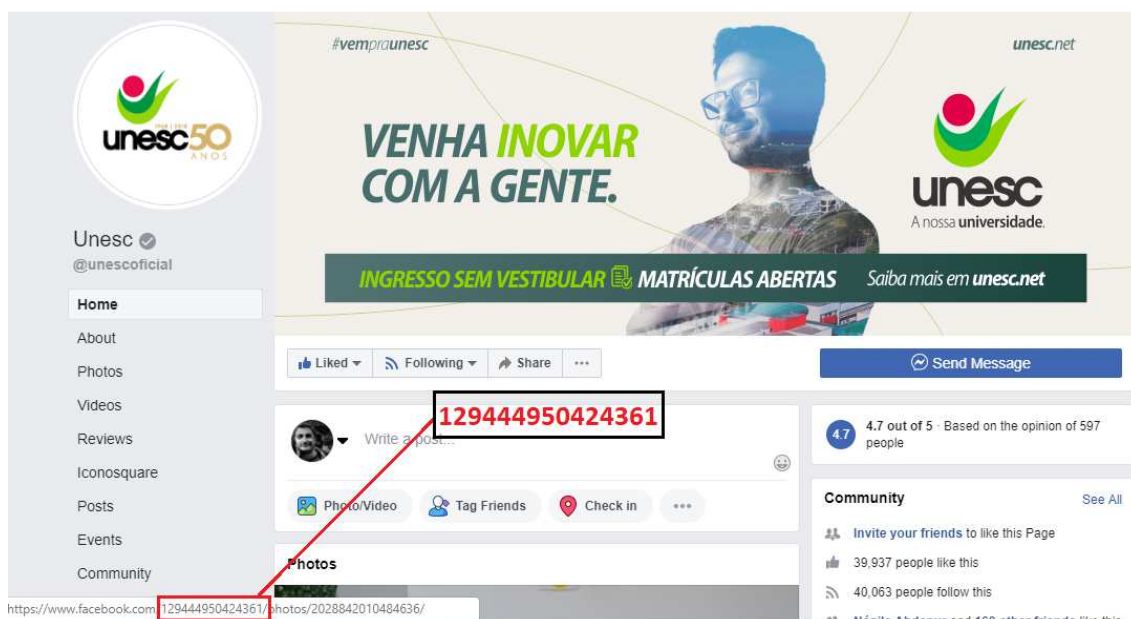 #vempraunesc
unesc.net
unesc50
ANOS
VENHA INOVAR
COM A GENTE.
unesc
A nossa universidade.
INGRESSO SEM VESTIBULAR MATRÍCULAS ABERTAS Saiba mais em unesc.net
Unesc
@unescoficial
Home
About
Photos
Videos
Reviews
Iconosquare
Posts
Events
Community
Liked Following Share ...
Send Message
129444950424361
Write a post...
Photo/Video Tag Friends Check in ...
Photos
4.7
4.7 out of 5 · Based on the opinion of 597
people
Community See All
Invite your friends to like this Page
39,937 people like this
40,063 people follow this
https://www.facebook.com/129444950424361/photos/2028842010484636/